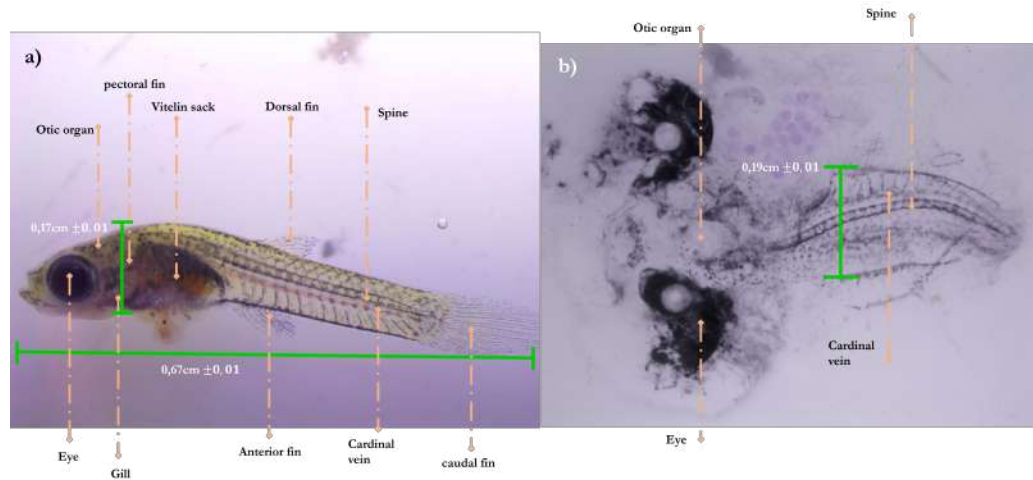 a)
pectoral fin
Vitelin sack
Dorsal fin
Spine
Otic organ
0,17cm ±0.01
0,67cm ±0,01
Eye
Gill
Anterior fin
Cardinal
vein
caudal fin
Otic organ
Spine
b)
0,19cm ±0,01
Cardinal
vein
Eye